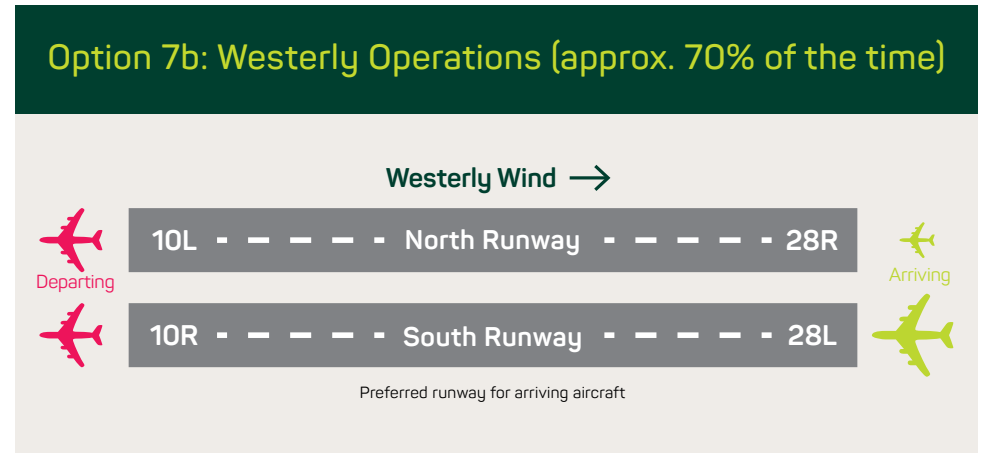 Option 7b: Westerly Operations (approx. 70% of the time)
Westerly Wind
10L North Runway 28R
Departing
Arriving
10R South Runway 28L
Preferred runway for arriving aircraft